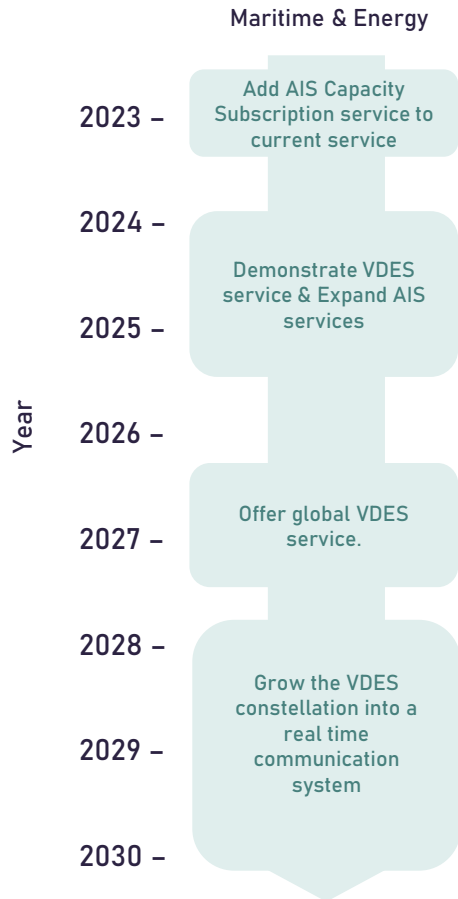 Maritime & Energy
2023 –
Add AIS Capacity
Subscription service to
current service
2024 –
Demonstrate VDES
service & Expand AIS
services
2025 –
Year
2026 –
Offer global VDES
service.
2027 –
2028 –
Grow the VDES
constellation into a
real time
communication
system
2029 –
2030 –